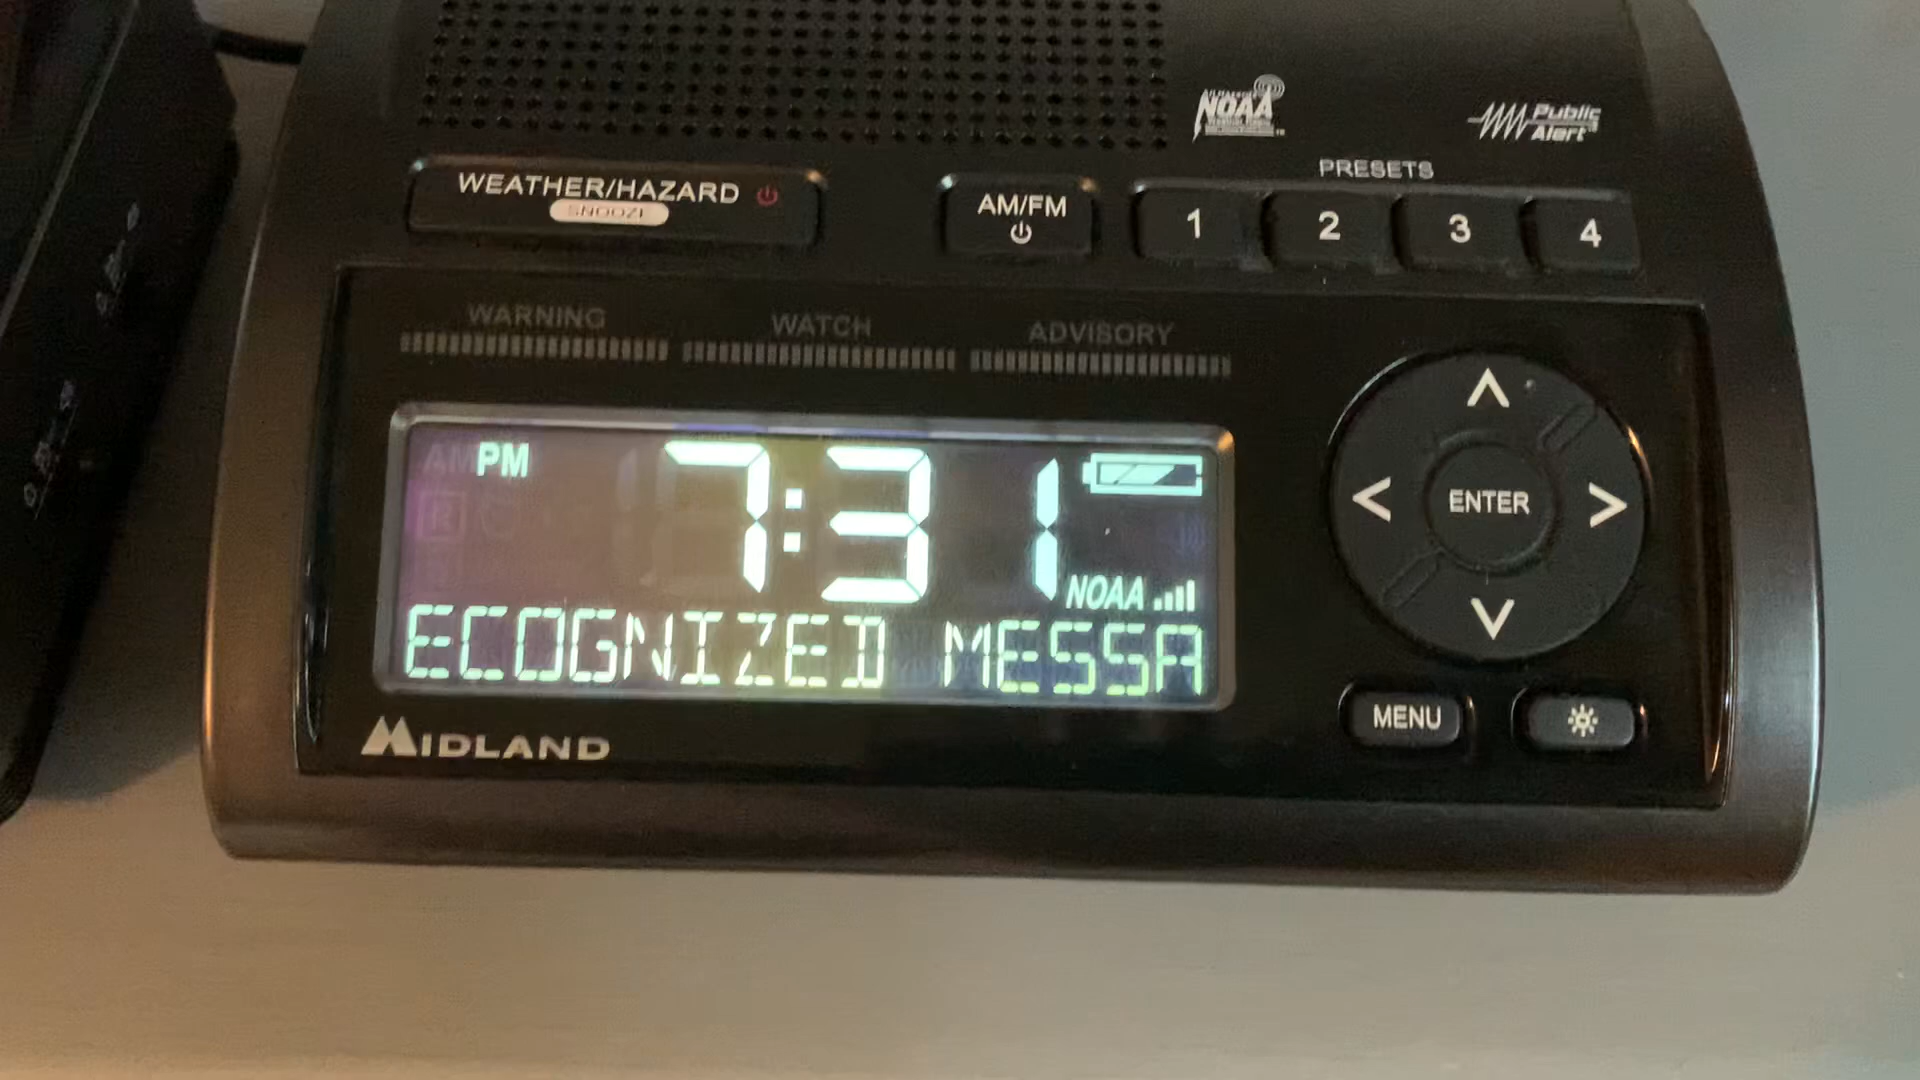 NOAA
Public
Alert
PRESETS
WEATHER/HAZARD
SNOOZE
AM/FM
1 2 3 4
WARNING WATCH ADVISORY
AM PM 7:31
NOAA
ECOGNIZED MESSA
ENTER
MENU
MIDLAND